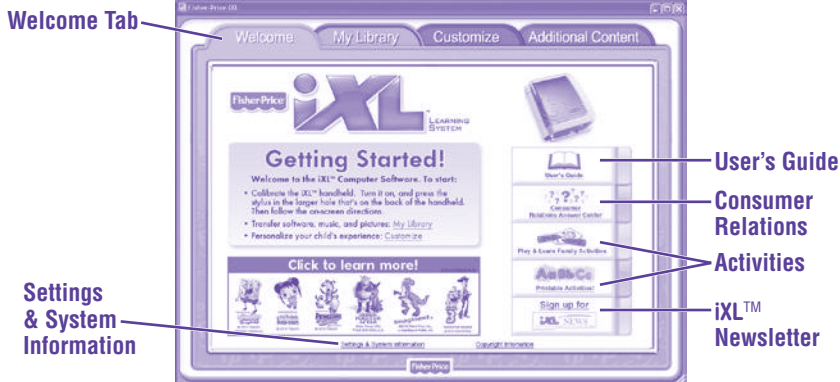 Fisher-Price iXL
Welcome Tab
Welcome
My Library
Customize
Additional Content
Fisher-Price
iXL™
LEARNING
SYSTEM
Getting Started!
Welcome to the iXL™ Computer Software. To start:
• Calibrate the iXL™ handheld. Turn it on, and press the
stylus in the larger hole that's on the back of the handheld.
Then follow the on-screen directions.
• Transfer software, music, and pictures: My Library
• Personalize your child's experience: Customize
Click to learn more!
User's Guide
Consumer
Relations Answer Center
Play & Learn Family Activities
AaBbCc
Printable Activities!
Sign up for
iXL NEWS
Settings & System Information
Copyright Information
Fisher-Price
User's Guide
Consumer
Relations
Activities
iXL™
Newsletter
Settings
& System
Information